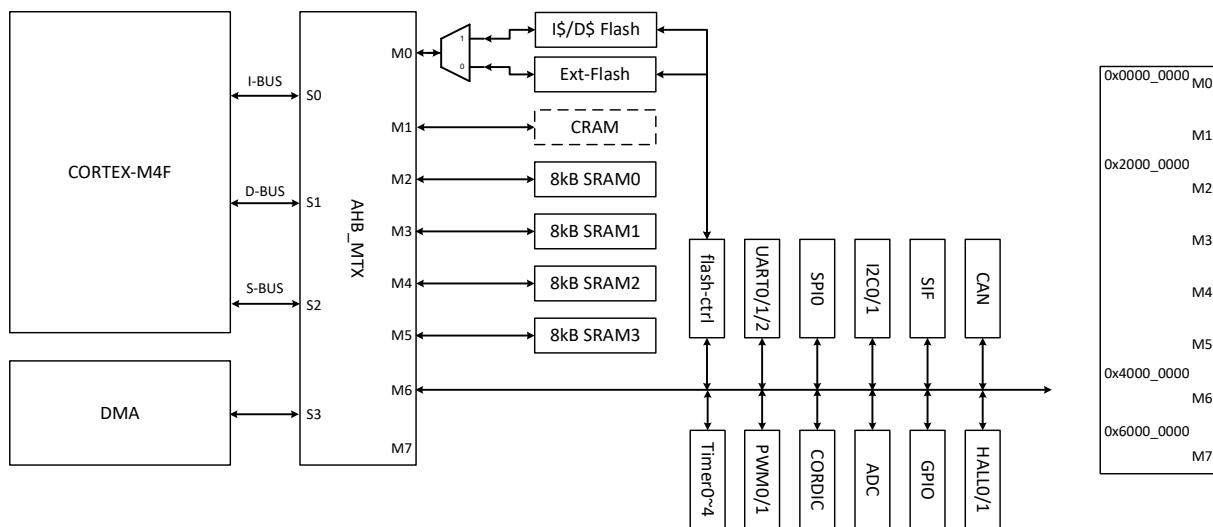 CORTEX-M4F
DMA
I-BUS
D-BUS
S-BUS
S0
S1
S2
S3
AHB_MTX
M0
M1
M2
M3
M4
M5
M6
M7
1
0
I$/D$ Flash
Ext-Flash
CRAM
8kB SRAM0
8kB SRAM1
8kB SRAM2
8kB SRAM3
flash-ctrl
UART0/1/2
SPI0
I2C0/1
SIF
CAN
Timer0~4
PWM0/1
CORDIC
ADC
GPIO
HALL0/1
0x0000_0000
M0
M1
0x2000_0000
M2
M3
M4
M5
0x4000_0000
M6
0x6000_0000
M7